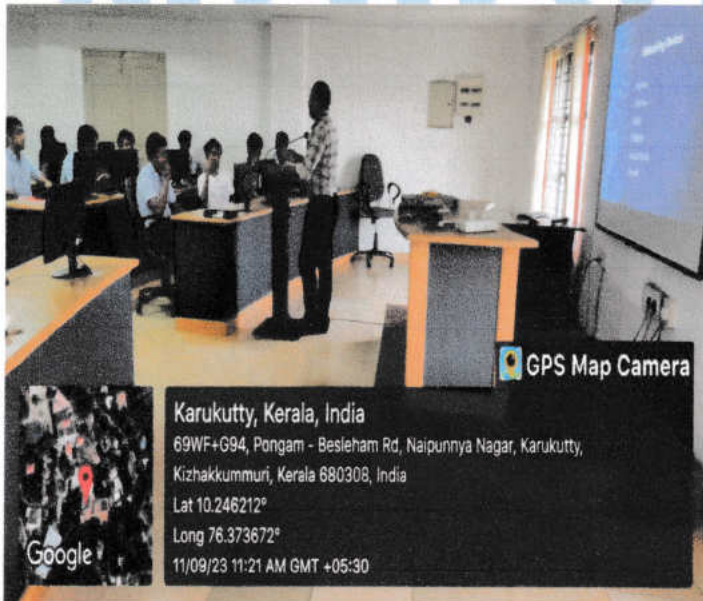 GPS Map Camera
Karukutty, Kerala, India
69WF+G94, Pongam - Besleham Rd, Naipunnya Nagar, Karukutty,
Kizhakkummuri, Kerala 680308, India
Lat 10.246212°
Long 76.373672°
11/09/23 11:21 AM GMT +05:30
Google